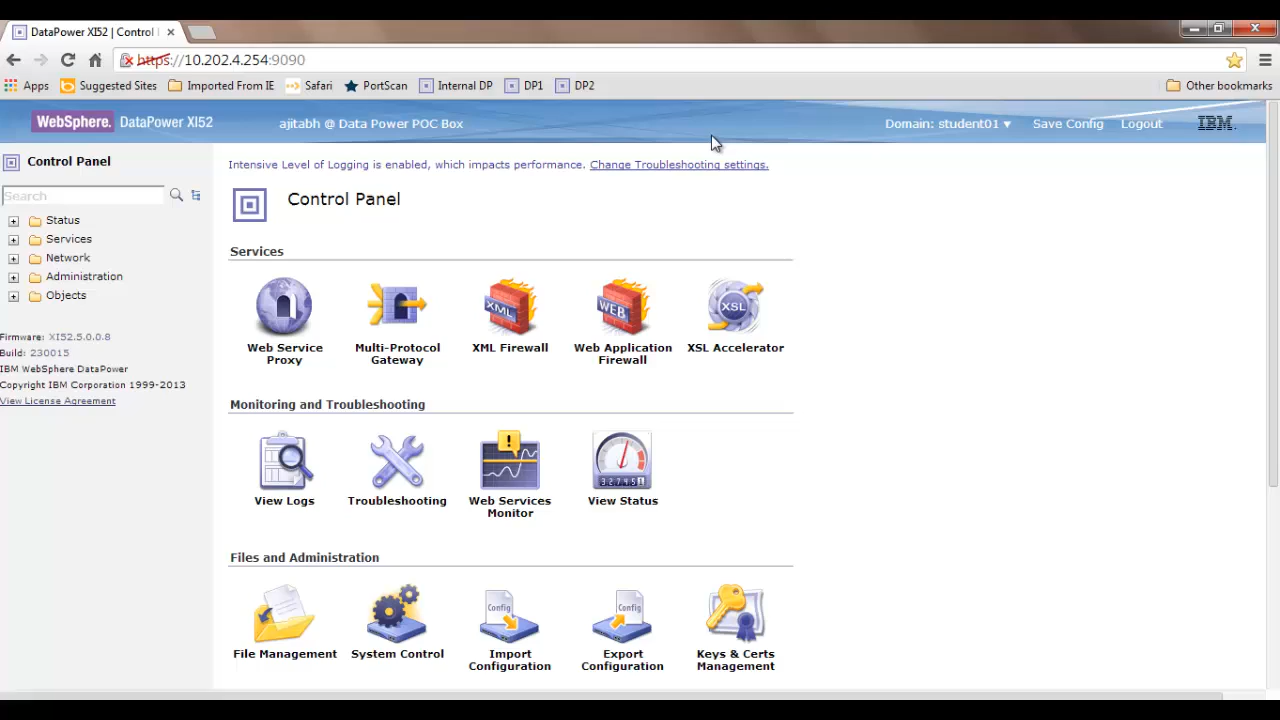 DataPower XI52 | Control
https://10.202.4.254:9090
Apps Suggested Sites Imported From IE Safari PortScan Internal DP DP1 DP2 Other bookmarks
WebSphere. DataPower XI52 ajitabh @ Data Power POC Box Domain: student01 Save Config Logout IBM.
Control Panel
Intensive Level of Logging is enabled, which impacts performance. Change Troubleshooting settings.
Search
Control Panel
Status
Services
Network
Administration
Objects
Firmware: XI52.5.0.0.8
Build: 230015
IBM WebSphere DataPower
Copyright IBM Corporation 1999-2013
View License Agreement
Services
XML WEB XSL
Web Service Proxy
Multi-Protocol Gateway
XML Firewall
Web Application Firewall
XSL Accelerator
Monitoring and Troubleshooting
View Logs
Troubleshooting
Web Services Monitor
View Status
Files and Administration
Config Config
File Management
System Control
Import Configuration
Export Configuration
Keys & Certs Management